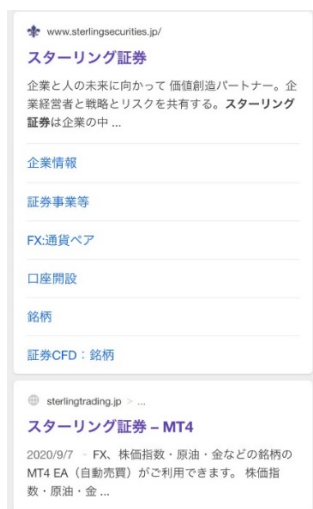 www.sterlingsecurities.jp/
スターリング証券
企業と人の未来に向かって 価値創造パートナー。企
業経営者と戦略とリスクを共有する。スターリング
証券は企業の中 ...
企業情報
証券事業等
FX:通貨ペア
口座開設
銘柄
証券CFD：銘柄
sterlingtrading.jp > ...
スターリング証券 – MT4
2020/9/7 · FX、株価指数・原油・金などの銘柄の
MT4 EA（自動売買）がご利用できます。 株価指
数・原油・金 ...